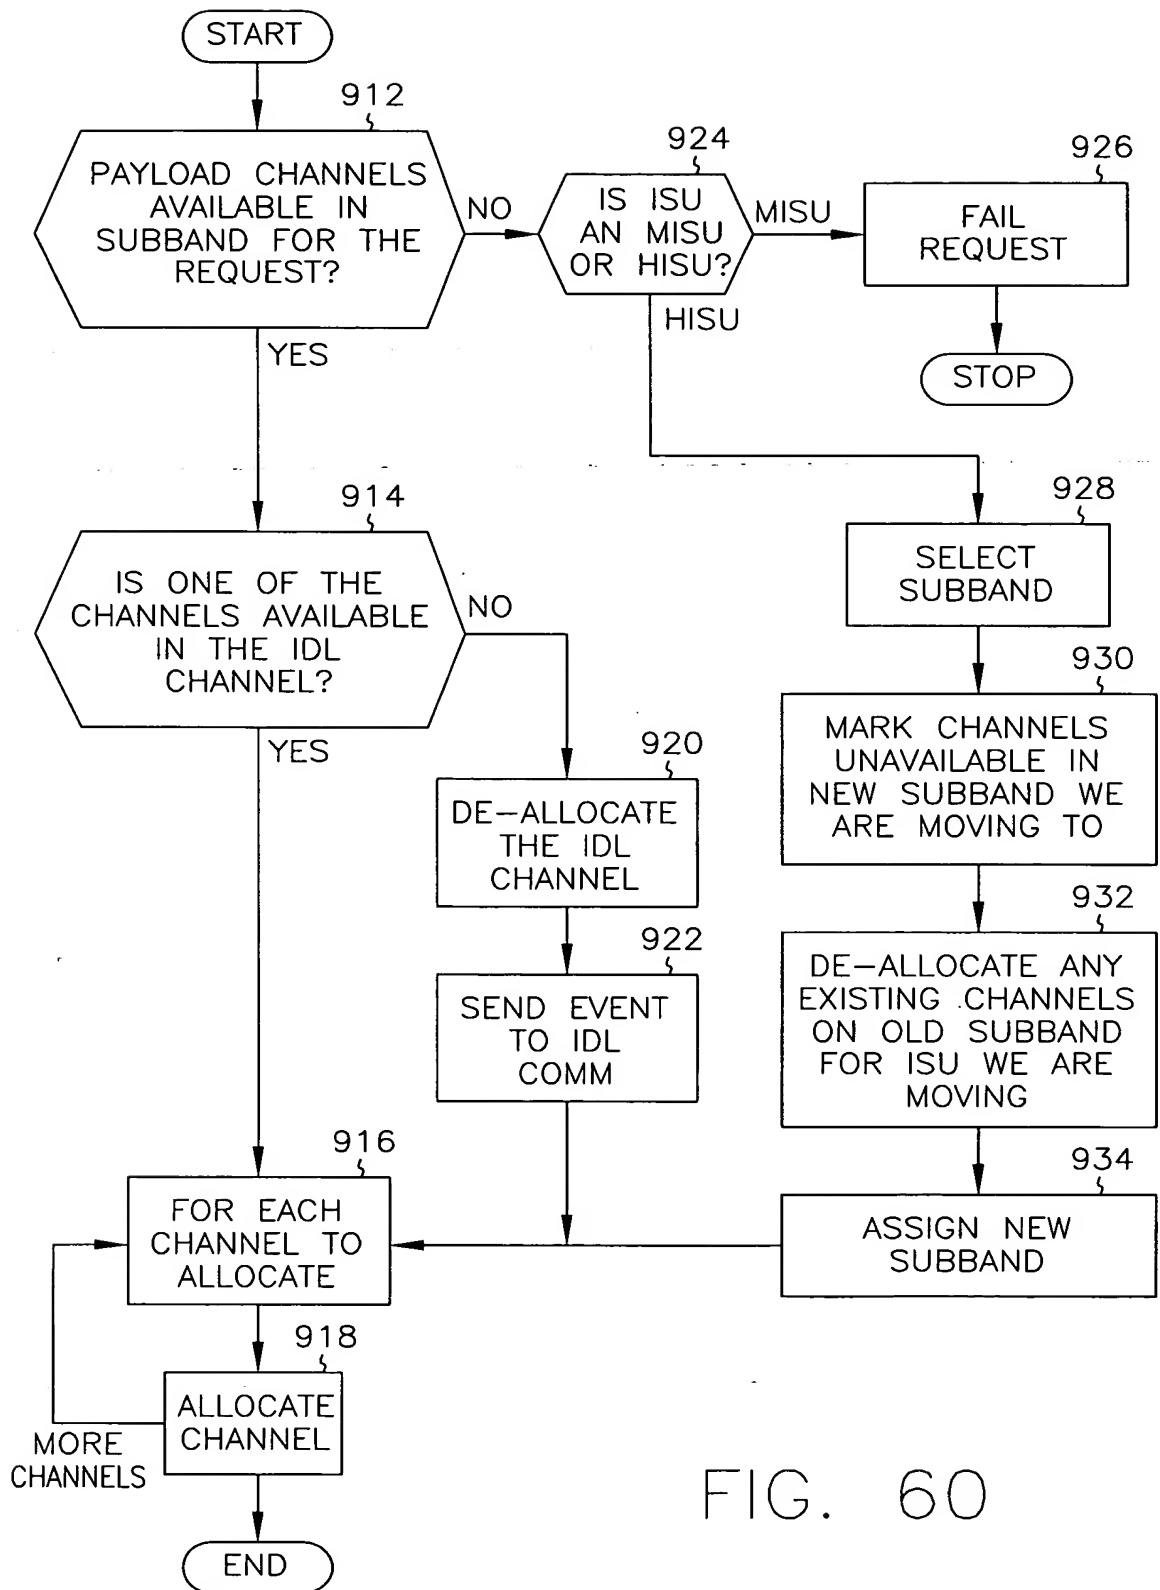 START
912
PAYLOAD CHANNELS
AVAILABLE IN
SUBBAND FOR THE
REQUEST?
NO
YES
924
IS ISU
AN MISU
OR HISU?
MISU
HISU
926
FAIL
REQUEST
STOP
914
IS ONE OF THE
CHANNELS AVAILABLE
IN THE IDL
CHANNEL?
NO
YES
928
SELECT
SUBBAND
930
MARK CHANNELS
UNAVAILABLE IN
NEW SUBBAND WE
ARE MOVING TO
920
DE-ALLOCATE
THE IDL
CHANNEL
932
DE-ALLOCATE ANY
EXISTING CHANNELS
ON OLD SUBBAND
FOR ISU WE ARE
MOVING
922
SEND EVENT
TO IDL
COMM
934
ASSIGN NEW
SUBBAND
916
FOR EACH
CHANNEL TO
ALLOCATE
918
ALLOCATE
CHANNEL
MORE
CHANNELS
END
FIG. 60